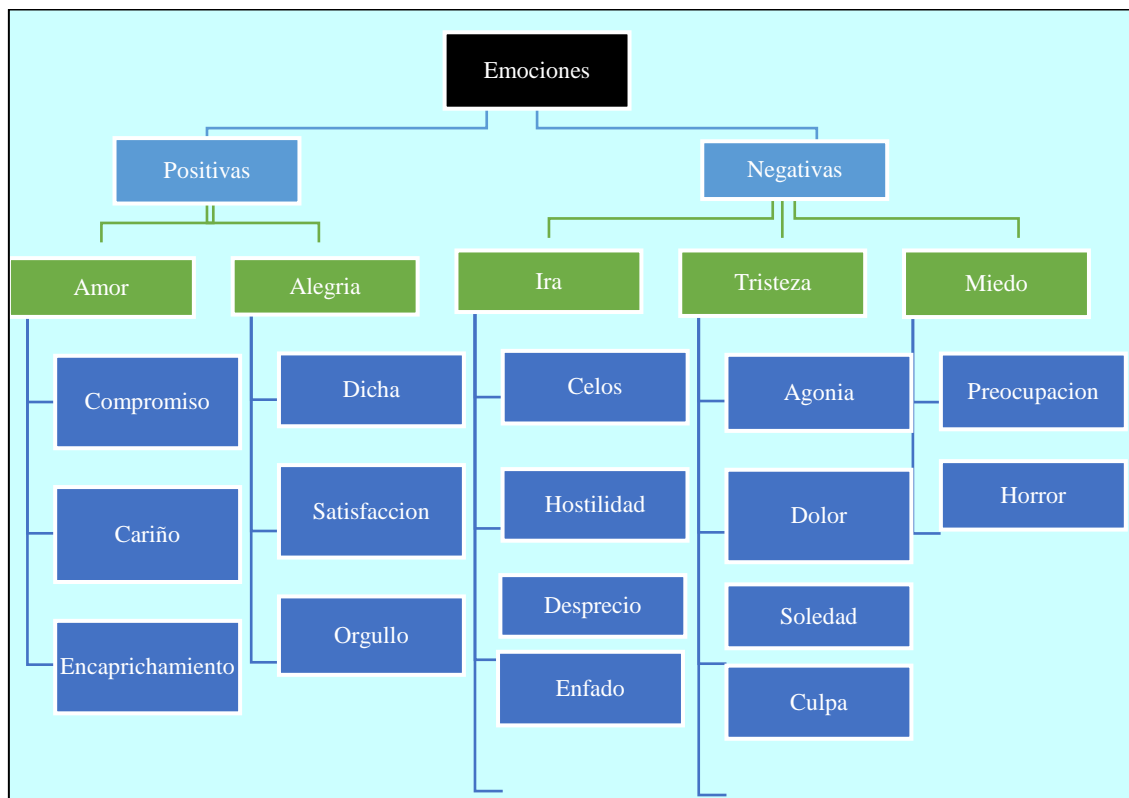 Emociones
Positivas
Negativas
Amor
Alegria
Ira
Tristeza
Miedo
Compromiso
Cariño
Encaprichamiento
Dicha
Satisfaccion
Orgullo
Celos
Hostilidad
Desprecio
Enfado
Agonia
Dolor
Soledad
Culpa
Preocupacion
Horror